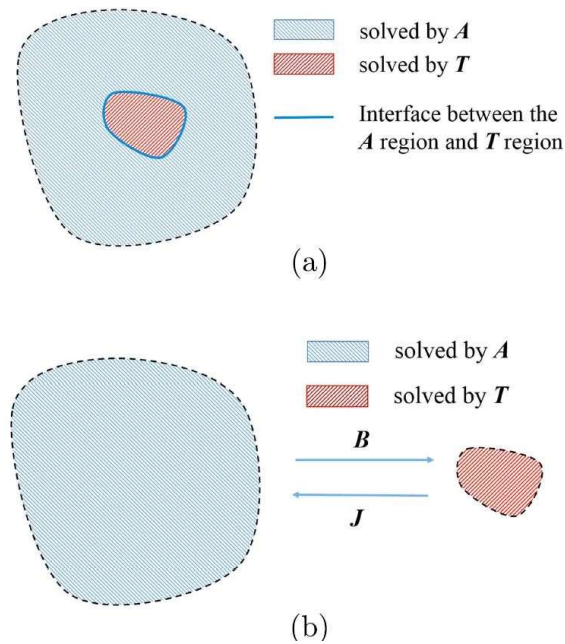 solved by A
solved by T
Interface between the
A region and T region
(a)
solved by A
solved by T
B
J
(b)